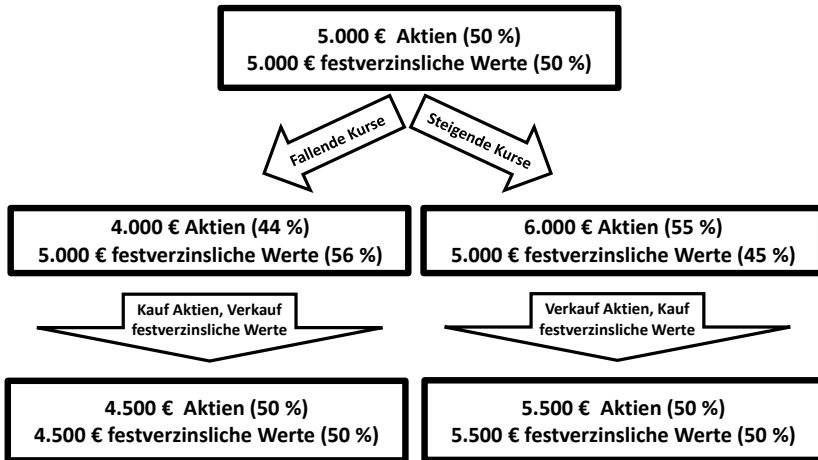 5.000 € Aktien (50 %)
5.000 € festverzinsliche Werte (50 %)
Fallende Kurse
Steigende Kurse
4.000 € Aktien (44 %)
5.000 € festverzinsliche Werte (56 %)
6.000 € Aktien (55 %)
5.000 € festverzinsliche Werte (45 %)
Kauf Aktien, Verkauf
festverzinsliche Werte
Verkauf Aktien, Kauf
festverzinsliche Werte
4.500 € Aktien (50 %)
4.500 € festverzinsliche Werte (50 %)
5.500 € Aktien (50 %)
5.500 € festverzinsliche Werte (50 %)